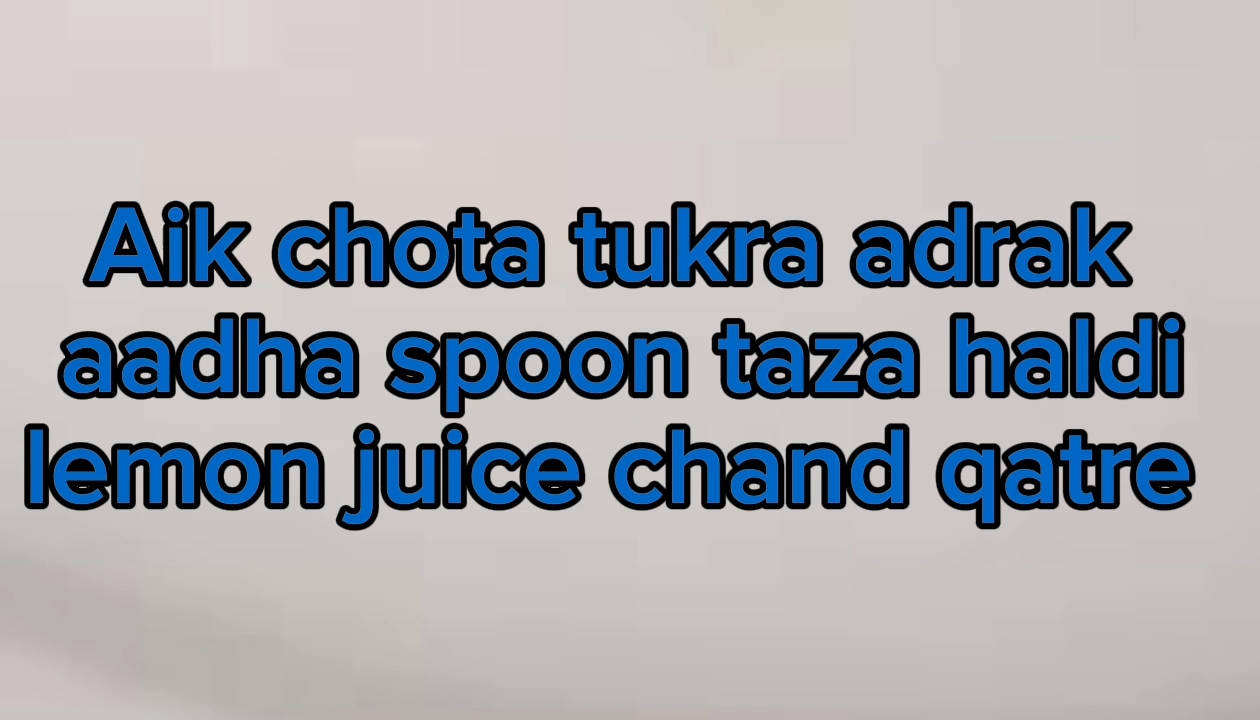 Aik chota tukra adrak
aadha spoon taza haldi
lemon juice chand qatre